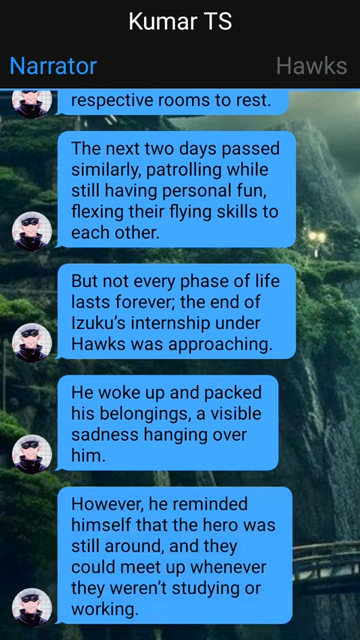 Kumar TS
Narrator
Hawks
respective rooms to rest.
The next two days passed
similarly, patrolling while
still having personal fun,
flexing their flying skills to
each other.
But not every phase of life
lasts forever; the end of
Izuku’s internship under
Hawks was approaching.
He woke up and packed
his belongings, a visible
sadness hanging over
him.
However, he reminded
himself that the hero was
still around, and they
could meet up whenever
they weren’t studying or
working.